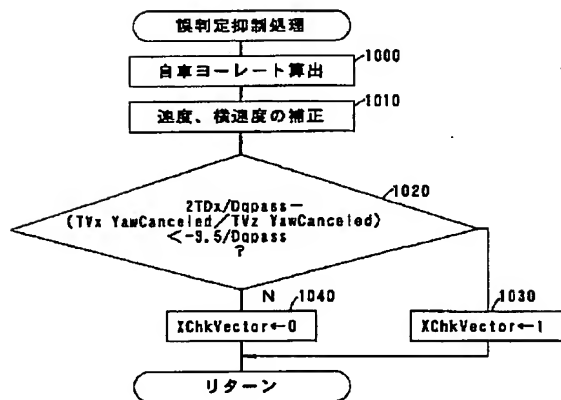 誤判定抑制処理
1000
自車ヨーレート算出
1010
速度、横速度の補正
1020
2TDx/Dqpass−
(TVx YawCanceled/TVz YawCanceled)
<-3.5/Dqpass
?
N
1040
1030
XChkVector←0
XChkVector←1
リターン